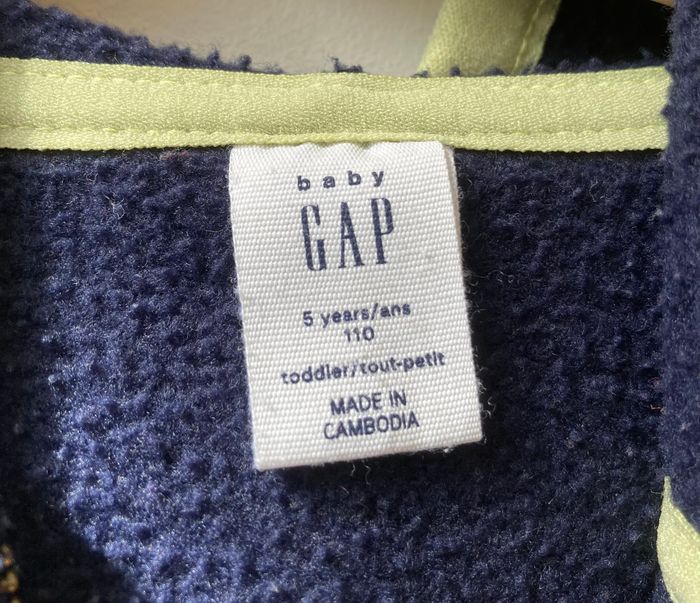 baby
GAP
5 years/ans
110
toddler/tout-petit
MADE IN
CAMBODIA